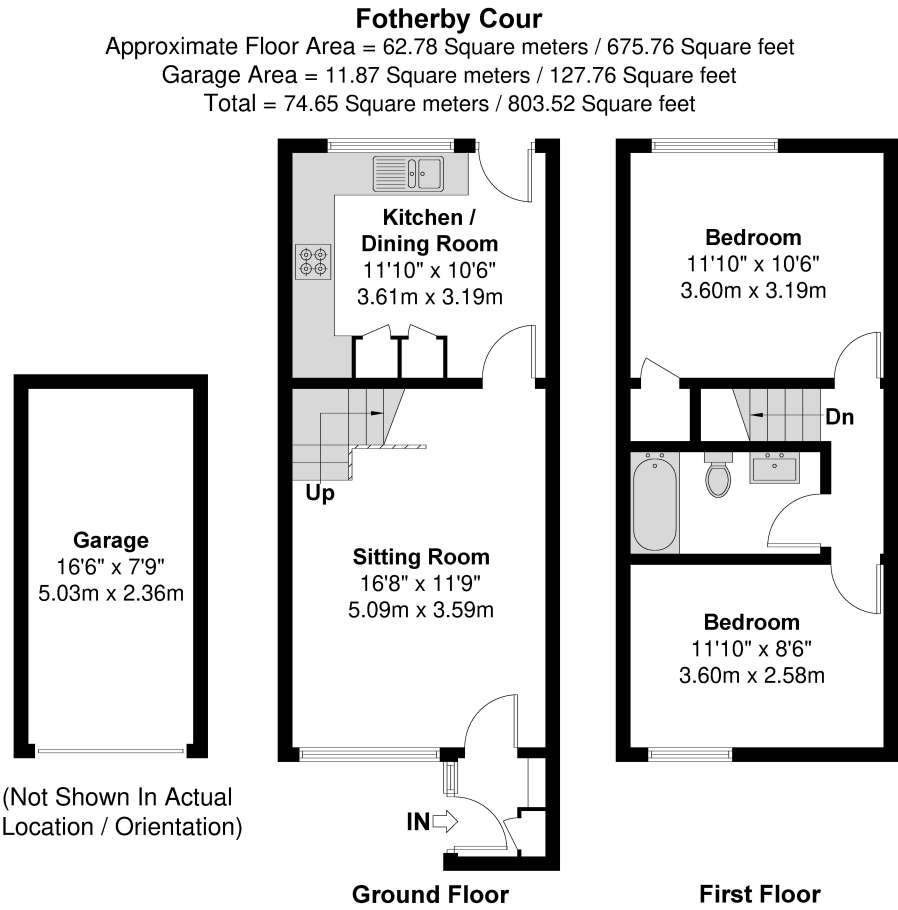 Fotherby Cour
Approximate Floor Area = 62.78 Square meters / 675.76 Square feet
Garage Area = 11.87 Square meters / 127.76 Square feet
Total = 74.65 Square meters / 803.52 Square feet
Garage
16'6" x 7'9"
5.03m x 2.36m
(Not Shown In Actual
Location / Orientation)
Kitchen /
Dining Room
11'10" x 10'6"
3.61m x 3.19m
Up
Sitting Room
16'8" x 11'9"
5.09m x 3.59m
IN
Ground Floor
Bedroom
11'10" x 10'6"
3.60m x 3.19m
Dn
Bedroom
11'10" x 8'6"
3.60m x 2.58m
First Floor